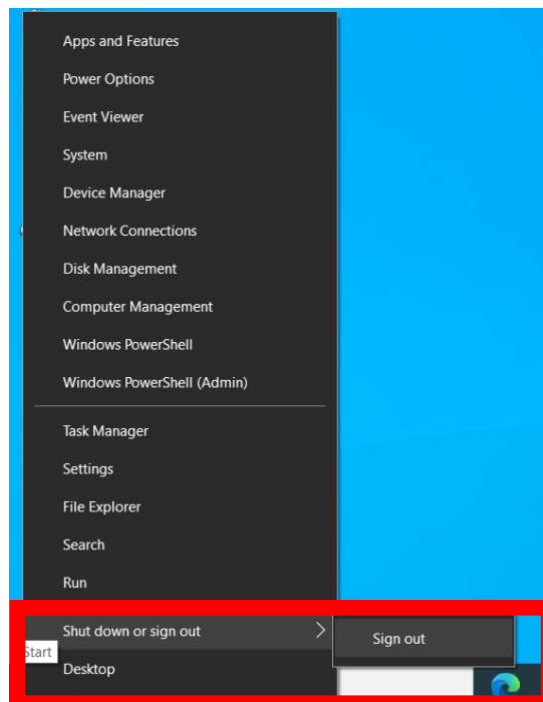 Apps and Features
Power Options
Event Viewer
System
Device Manager
Network Connections
Disk Management
Computer Management
Windows PowerShell
Windows PowerShell (Admin)
Task Manager
Settings
File Explorer
Search
Run
Shut down or sign out
Sign out
Start
Desktop